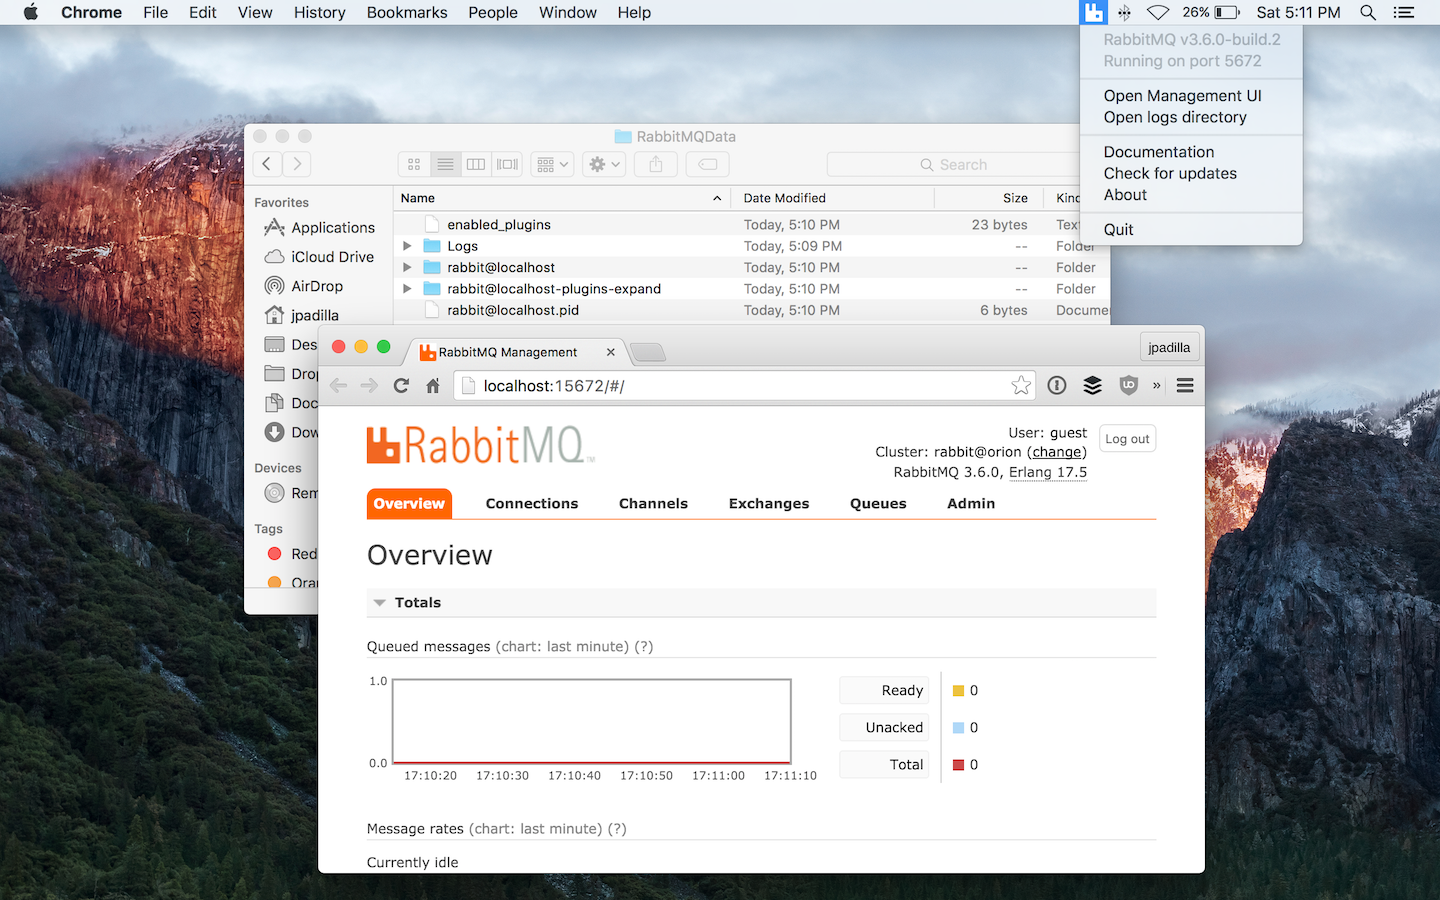 Chrome File Edit View History Bookmarks People Window Help 26% Sat 5:11 PM
RabbitMQ v3.6.0-build.2
Running on port 5672
Open Management UI
Open logs directory
Documentation
Check for updates
About
Quit
RabbitMQData
Search
Favorites
Applications
iCloud Drive
AirDrop
jpadilla
Des
Drop
Doc
Dow
Devices
Rem
Tags
Red
Oran
Name Date Modified Size Kind
enabled_plugins Today, 5:10 PM 23 bytes Text
Logs Today, 5:09 PM -- Folder
rabbit@localhost Today, 5:10 PM -- Folder
rabbit@localhost-plugins-expand Today, 5:10 PM -- Folder
rabbit@localhost.pid Today, 5:10 PM 6 bytes Docume
RabbitMQ Management jpadilla
localhost:15672/#/
RabbitMQ™
User: guest Log out
Cluster: rabbit@orion (change)
RabbitMQ 3.6.0, Erlang 17.5
Overview Connections Channels Exchanges Queues Admin
Overview
Totals
Queued messages (chart: last minute) (?)
1.0
0.0
17:10:20 17:10:30 17:10:40 17:10:50 17:11:00 17:11:10
Ready 0
Unacked 0
Total 0
Message rates (chart: last minute) (?)
Currently idle